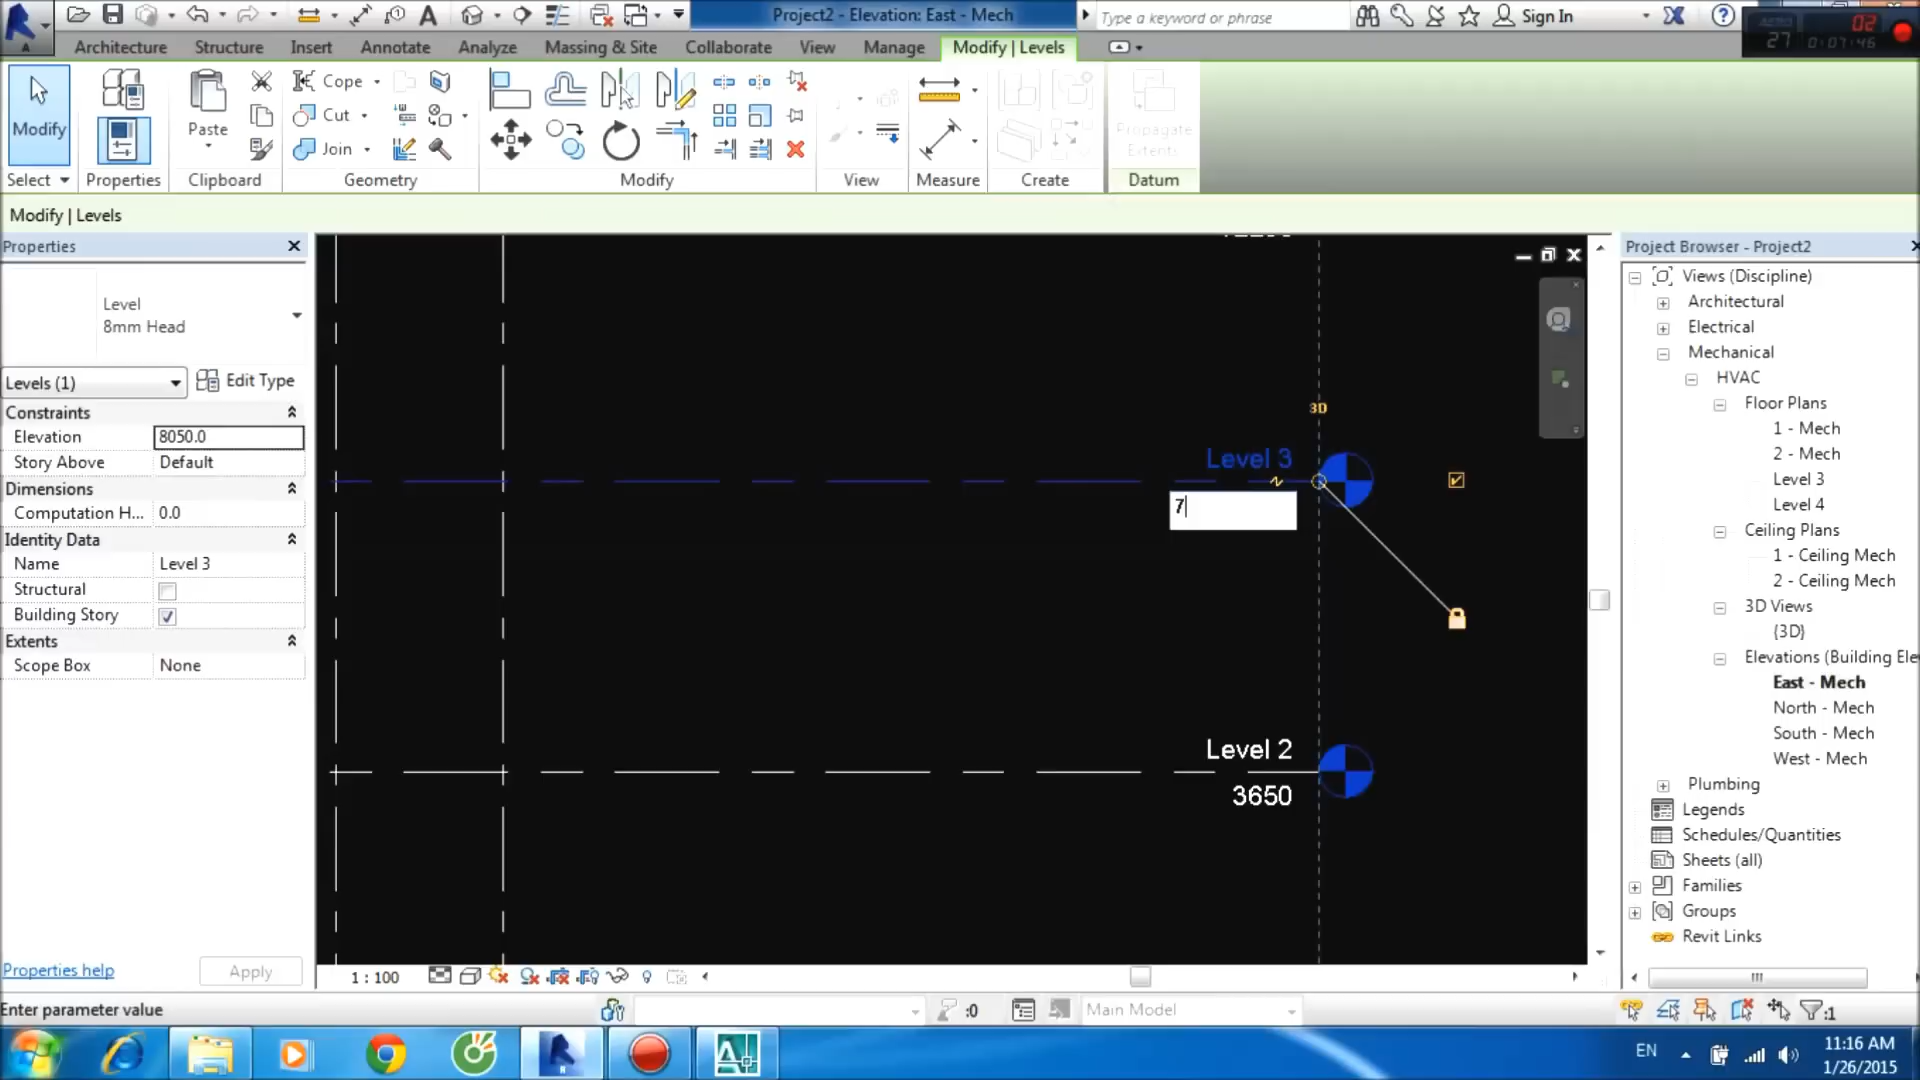 Project2 - Elevation: East - Mech
Type a keyword or phrase
Sign In
02
27
0:07:46
Architecture
Structure
Insert
Annotate
Analyze
Massing & Site
Collaborate
View
Manage
Modify | Levels
Modify
Paste
Cope
Cut
Join
Propagate
Extents
Select
Properties
Clipboard
Geometry
Modify
View
Measure
Create
Datum
Modify | Levels
Properties
Level
8mm Head
Levels (1)
Edit Type
Constraints
Elevation
8050.0
Story Above
Default
Dimensions
Computation H...
0.0
Identity Data
Name
Level 3
Structural
Building Story
Extents
Scope Box
None
Properties help
Apply
3D
Level 3
7
Level 2
3650
Project Browser - Project2
Views (Discipline)
Architectural
Electrical
Mechanical
HVAC
Floor Plans
1 - Mech
2 - Mech
Level 3
Level 4
Ceiling Plans
1 - Ceiling Mech
2 - Ceiling Mech
3D Views
{3D}
Elevations (Building Ele
East - Mech
North - Mech
South - Mech
West - Mech
Plumbing
Legends
Schedules/Quantities
Sheets (all)
Families
Groups
Revit Links
1 : 100
Enter parameter value
:0
Main Model
:1
EN
11:16 AM
1/26/2015